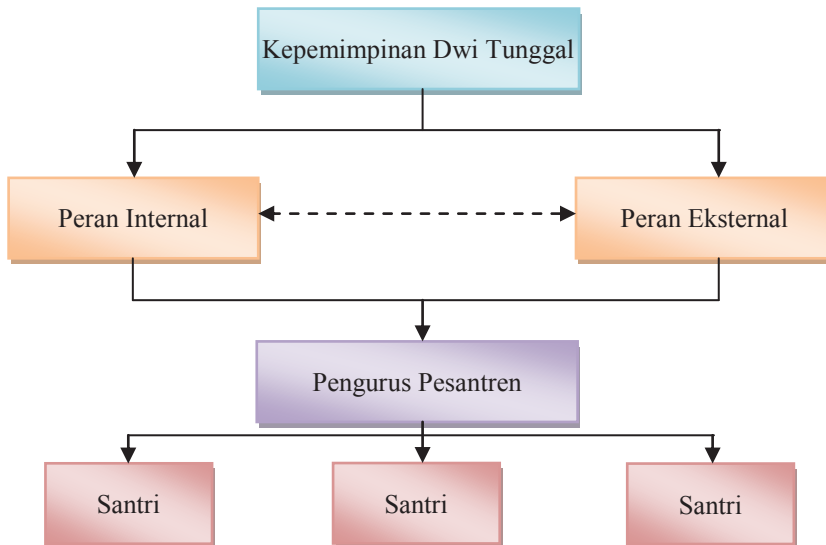 Kepemimpinan Dwi Tunggal
Peran Internal
Peran Eksternal
Pengurus Pesantren
Santri
Santri
Santri